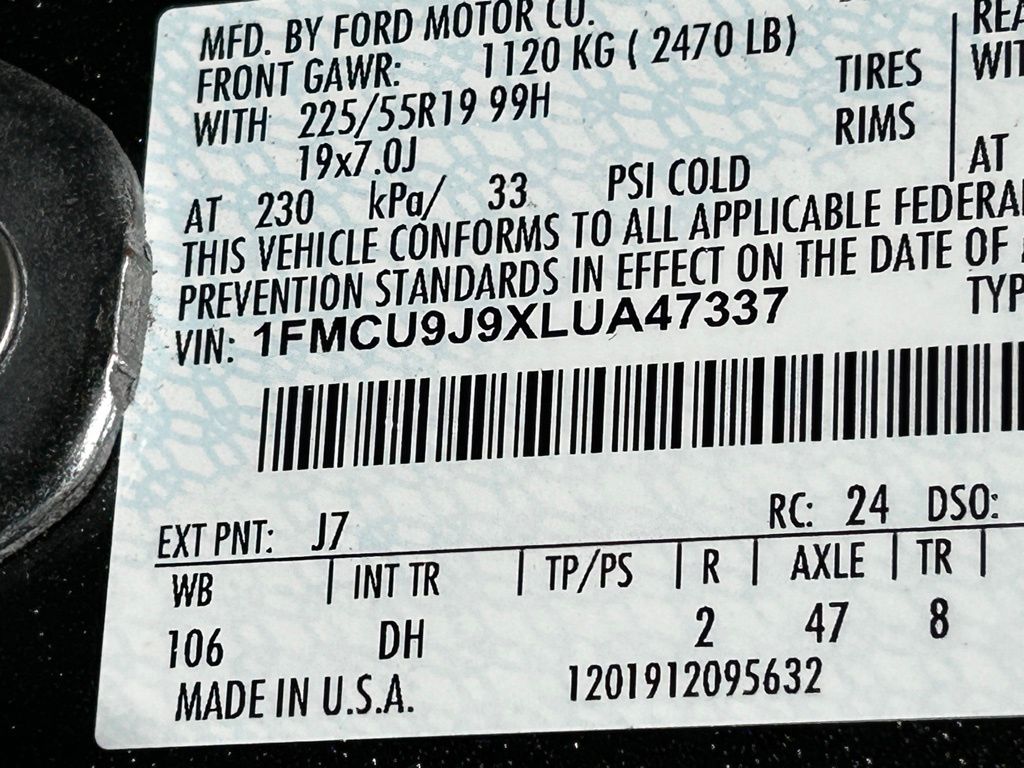 MFD. BY FORD MOTOR CO.
FRONT GAWR: 1120 KG ( 2470 LB)
WITH 225/55R19 99H TIRES WIT
19x7.0J RIMS
AT 230 kPa/ 33 PSI COLD AT
THIS VEHICLE CONFORMS TO ALL APPLICABLE FEDERA
PREVENTION STANDARDS IN EFFECT ON THE DATE OF
VIN: 1FMCU9J9XLUA47337 TYP
EXT PNT: J7 RC: 24 DSO:
WB | INT TR | TP/PS | R | AXLE | TR |
106 DH 2 47 8
MADE IN U.S.A. 1201912095632